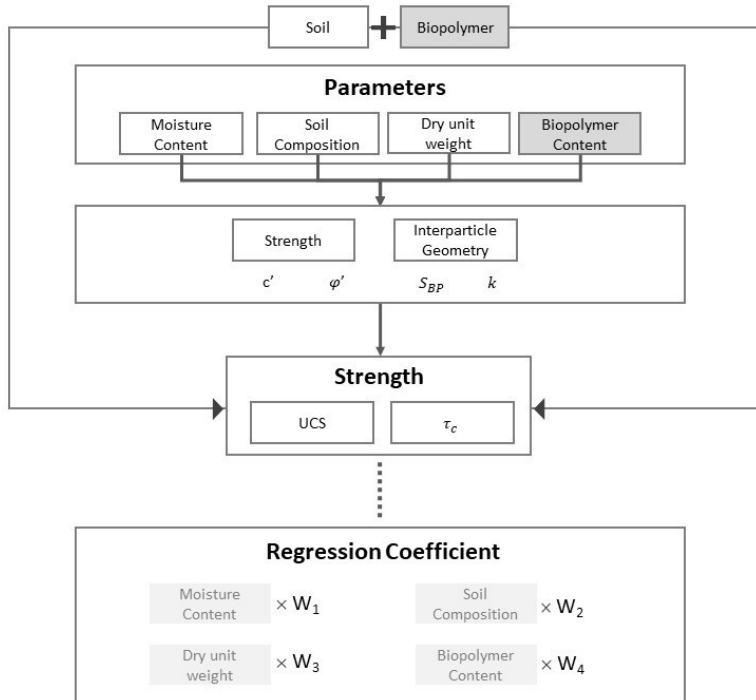 Soil + Biopolymer
Parameters
Moisture Content
Soil Composition
Dry unit weight
Biopolymer Content
Strength
Interparticle Geometry
c′ φ′ S_BP k
Strength
UCS τ_c
Regression Coefficient
Moisture Content × W₁
Soil Composition × W₂
Dry unit weight × W₃
Biopolymer Content × W₄